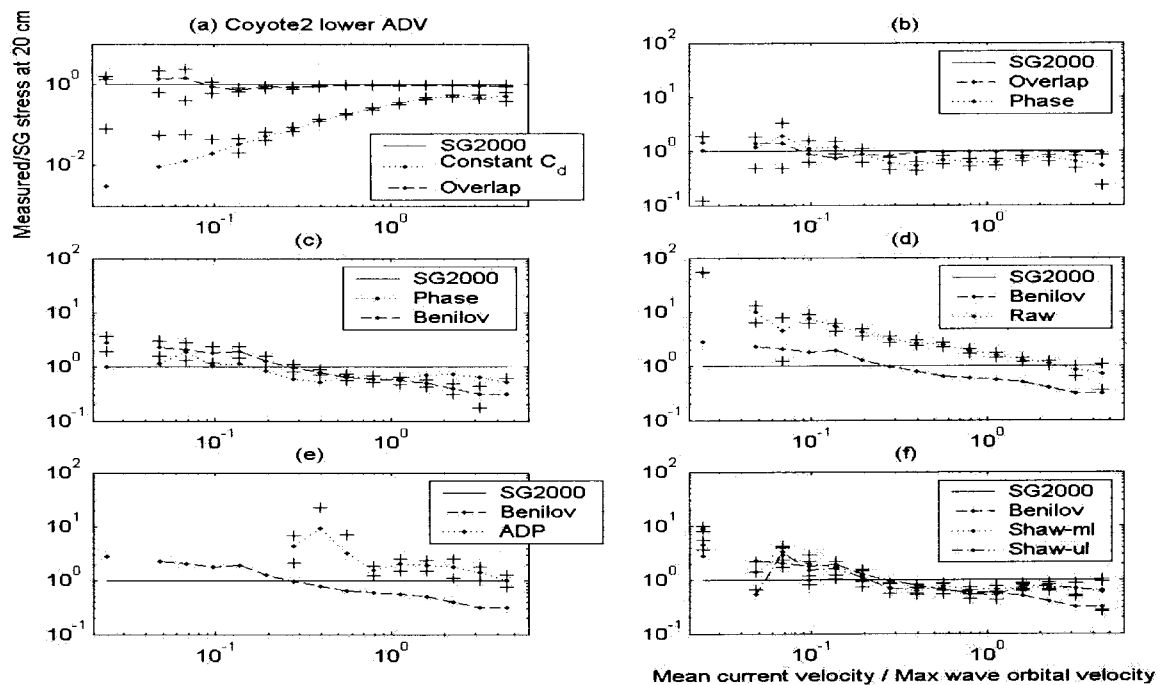 Measured/SG stress at 20 cm
(a) Coyote2 lower ADV
10^0
10^-2
SG2000
Constant C_d
Overlap
10^-1
10^0
(b)
10^2
10^1
10^0
10^-1
SG2000
Overlap
Phase
10^-1
10^0
(c)
10^2
10^1
10^0
10^-1
SG2000
Phase
Benilov
10^-1
10^0
(d)
10^2
10^1
10^0
10^-1
SG2000
Benilov
Raw
10^-1
10^0
(e)
10^2
10^1
10^0
10^-1
SG2000
Benilov
ADP
10^-1
10^0
(f)
10^2
10^1
10^0
10^-1
SG2000
Benilov
Shaw-ml
Shaw-ul
10^-1
10^0
Mean current velocity / Max wave orbital velocity